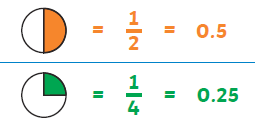 = 1/2 = 0.5
= 1/4 = 0.25